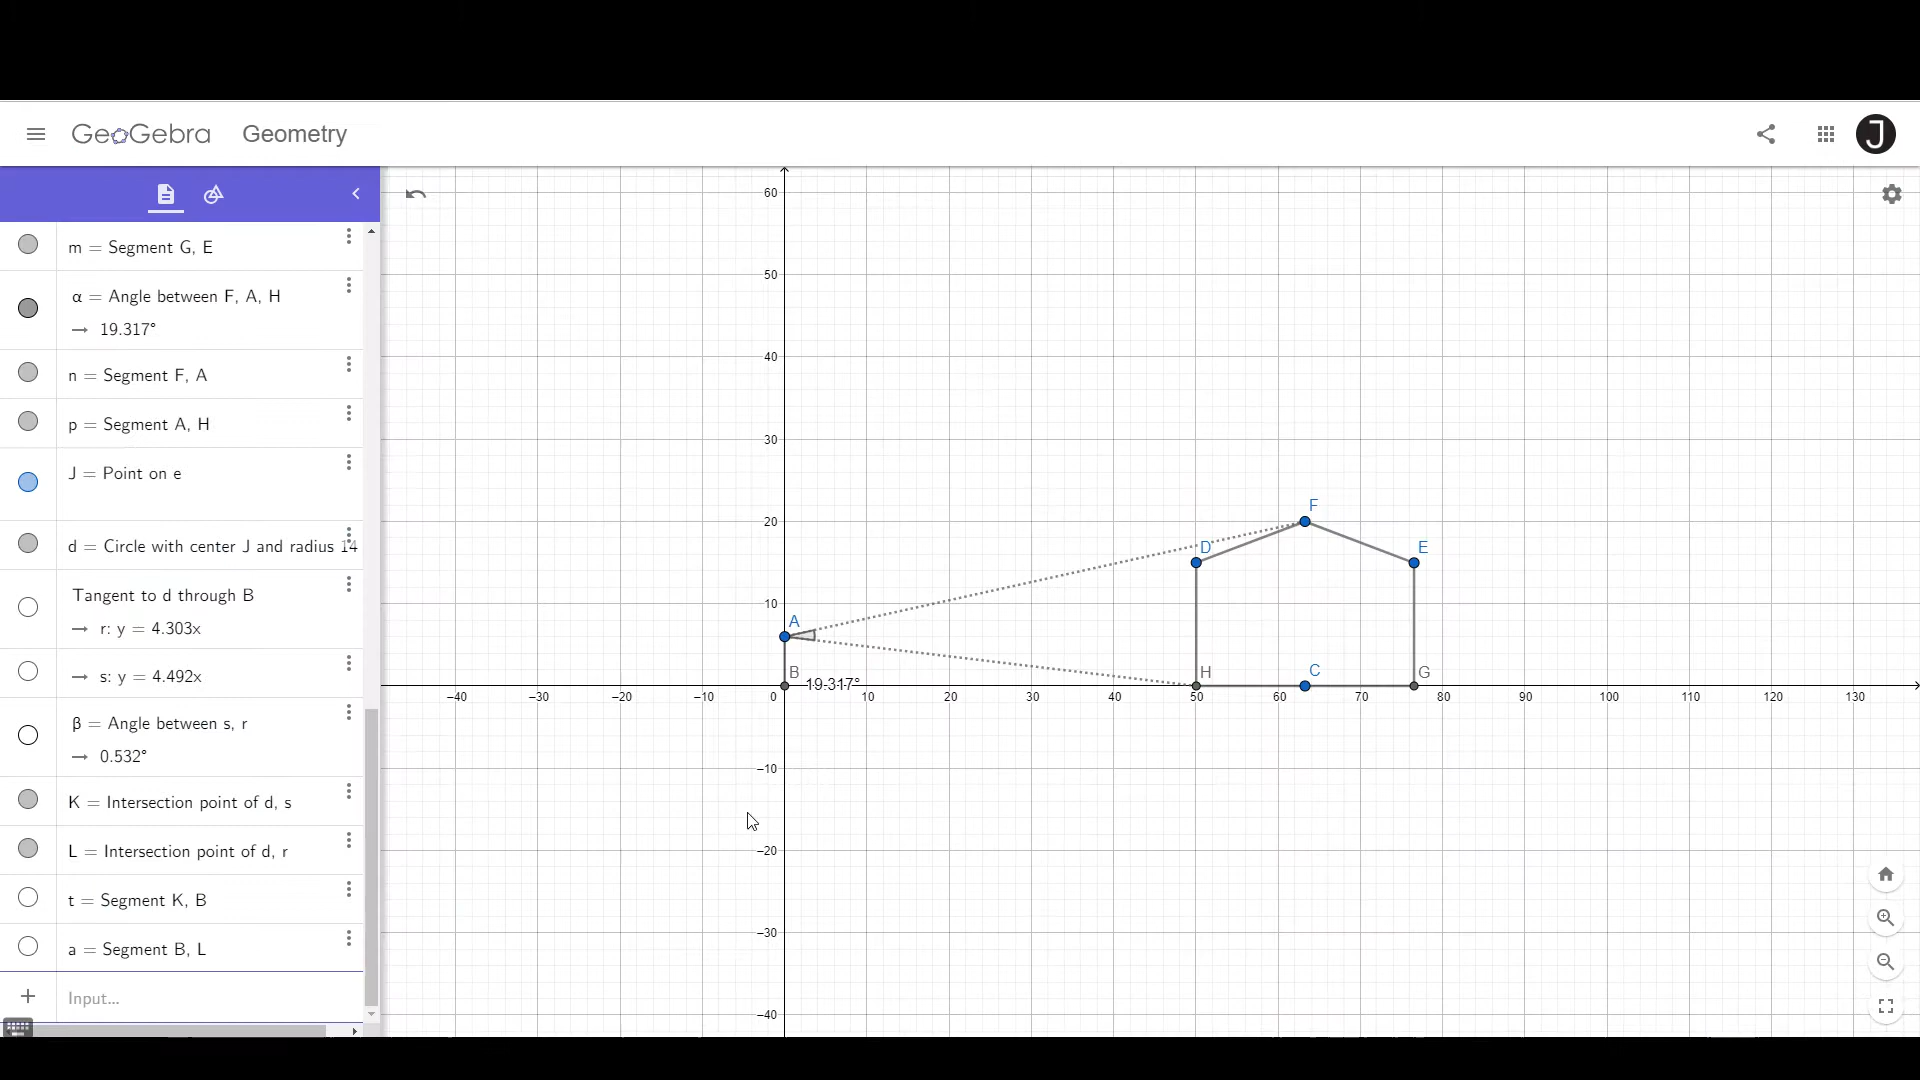 GeoGebra Geometry J
m = Segment G, E
α = Angle between F, A, H
→ 19.317°
n = Segment F, A
p = Segment A, H
J = Point on e
d = Circle with center J and radius 14
Tangent to d through B
→ r: y = 4.303x
→ s: y = 4.492x
β = Angle between s, r
→ 0.532°
K = Intersection point of d, s
L = Intersection point of d, r
t = Segment K, B
a = Segment B, L
+ Input...
60
50
40
30
20
10
F
D
E
A
B
H
C
G
19.317°
–40 –30 –20 –10 0 10 20 30 40 50 60 70 80 90 100 110 120 130
–10
–20
–30
–40